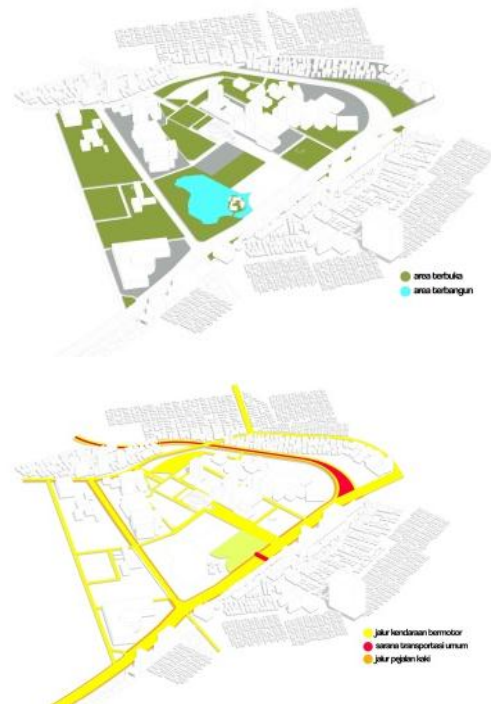 area terbuka
area terbangun
jalur kendaraan bermotor
sarana transportasi umum
jalur pejalan kaki